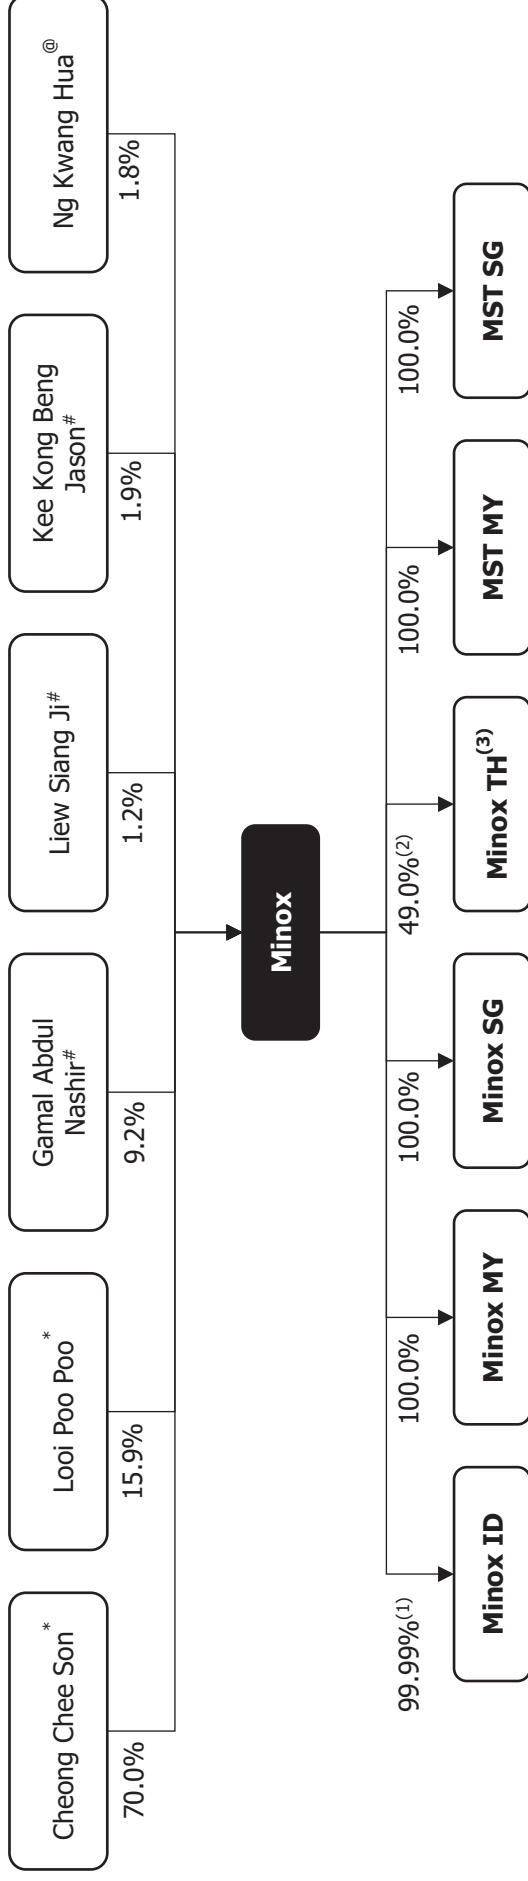 Cheong Chee Son*
Looi Poo Poo*
Gamal Abdul
Nashir#
Liew Siang Ji#
Kee Kong Beng
Jason#
Ng Kwang Hua@
70.0%
15.9%
9.2%
1.2%
1.9%
1.8%
Minox
99.99%(1)
100.0%
100.0%
49.0%(2)
100.0%
100.0%
Minox ID
Minox MY
Minox SG
Minox TH(3)
MST MY
MST SG